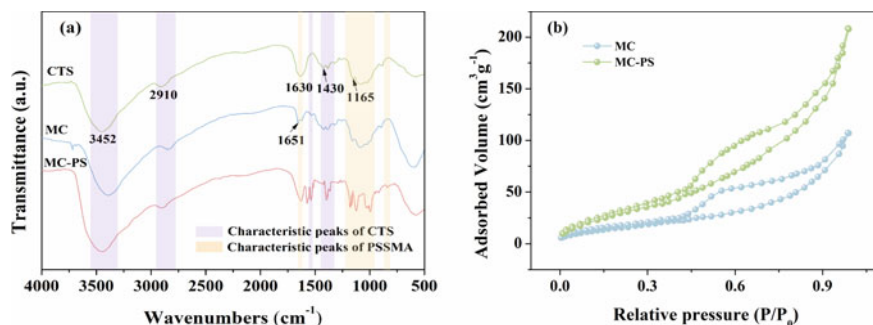 (a)
Transmittance (a.u.)
CTS
3452
2910
1630
1430
1165
MC
1651
MC-PS
Characteristic peaks of CTS
Characteristic peaks of PSSMA
4000 3500 3000 2500 2000 1500 1000 500
Wavenumbers (cm⁻¹)
(b)
Adsorbed Volume (cm³g⁻¹)
200
150
100
50
0
MC
MC-PS
0.0 0.3 0.6 0.9
Relative pressure (P/P₀)